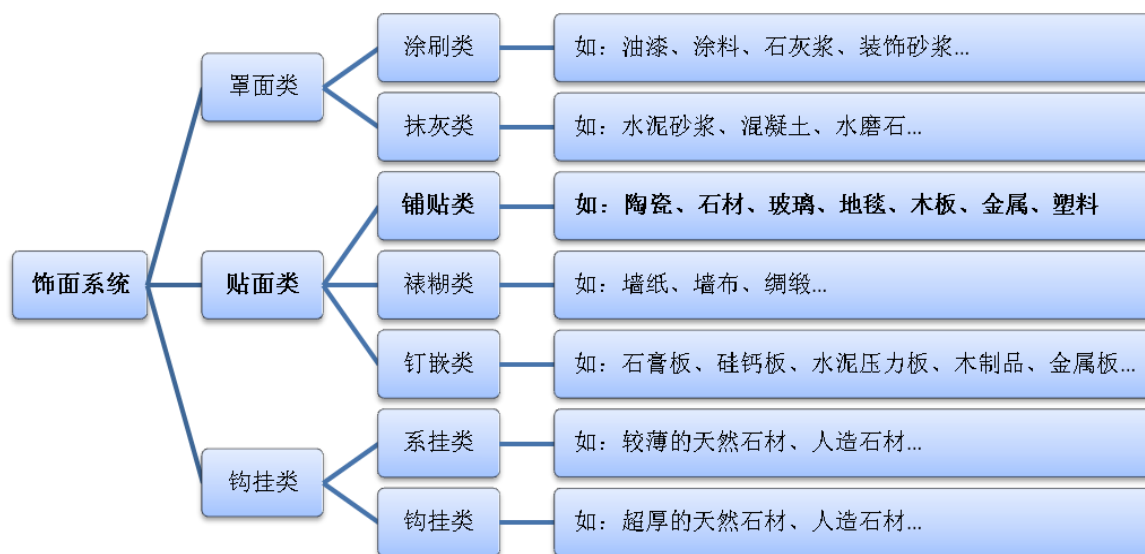 饰面系统
罩面类
涂刷类
如：油漆、涂料、石灰浆、装饰砂浆...
抹灰类
如：水泥砂浆、混凝土、水磨石...
贴面类
铺贴类
如：陶瓷、石材、玻璃、地毯、木板、金属、塑料
裱糊类
如：墙纸、墙布、绸缎...
钉嵌类
如：石膏板、硅钙板、水泥压力板、木制品、金属板...
钩挂类
系挂类
如：较薄的天然石材、人造石材...
钩挂类
如：超厚的天然石材、人造石材...